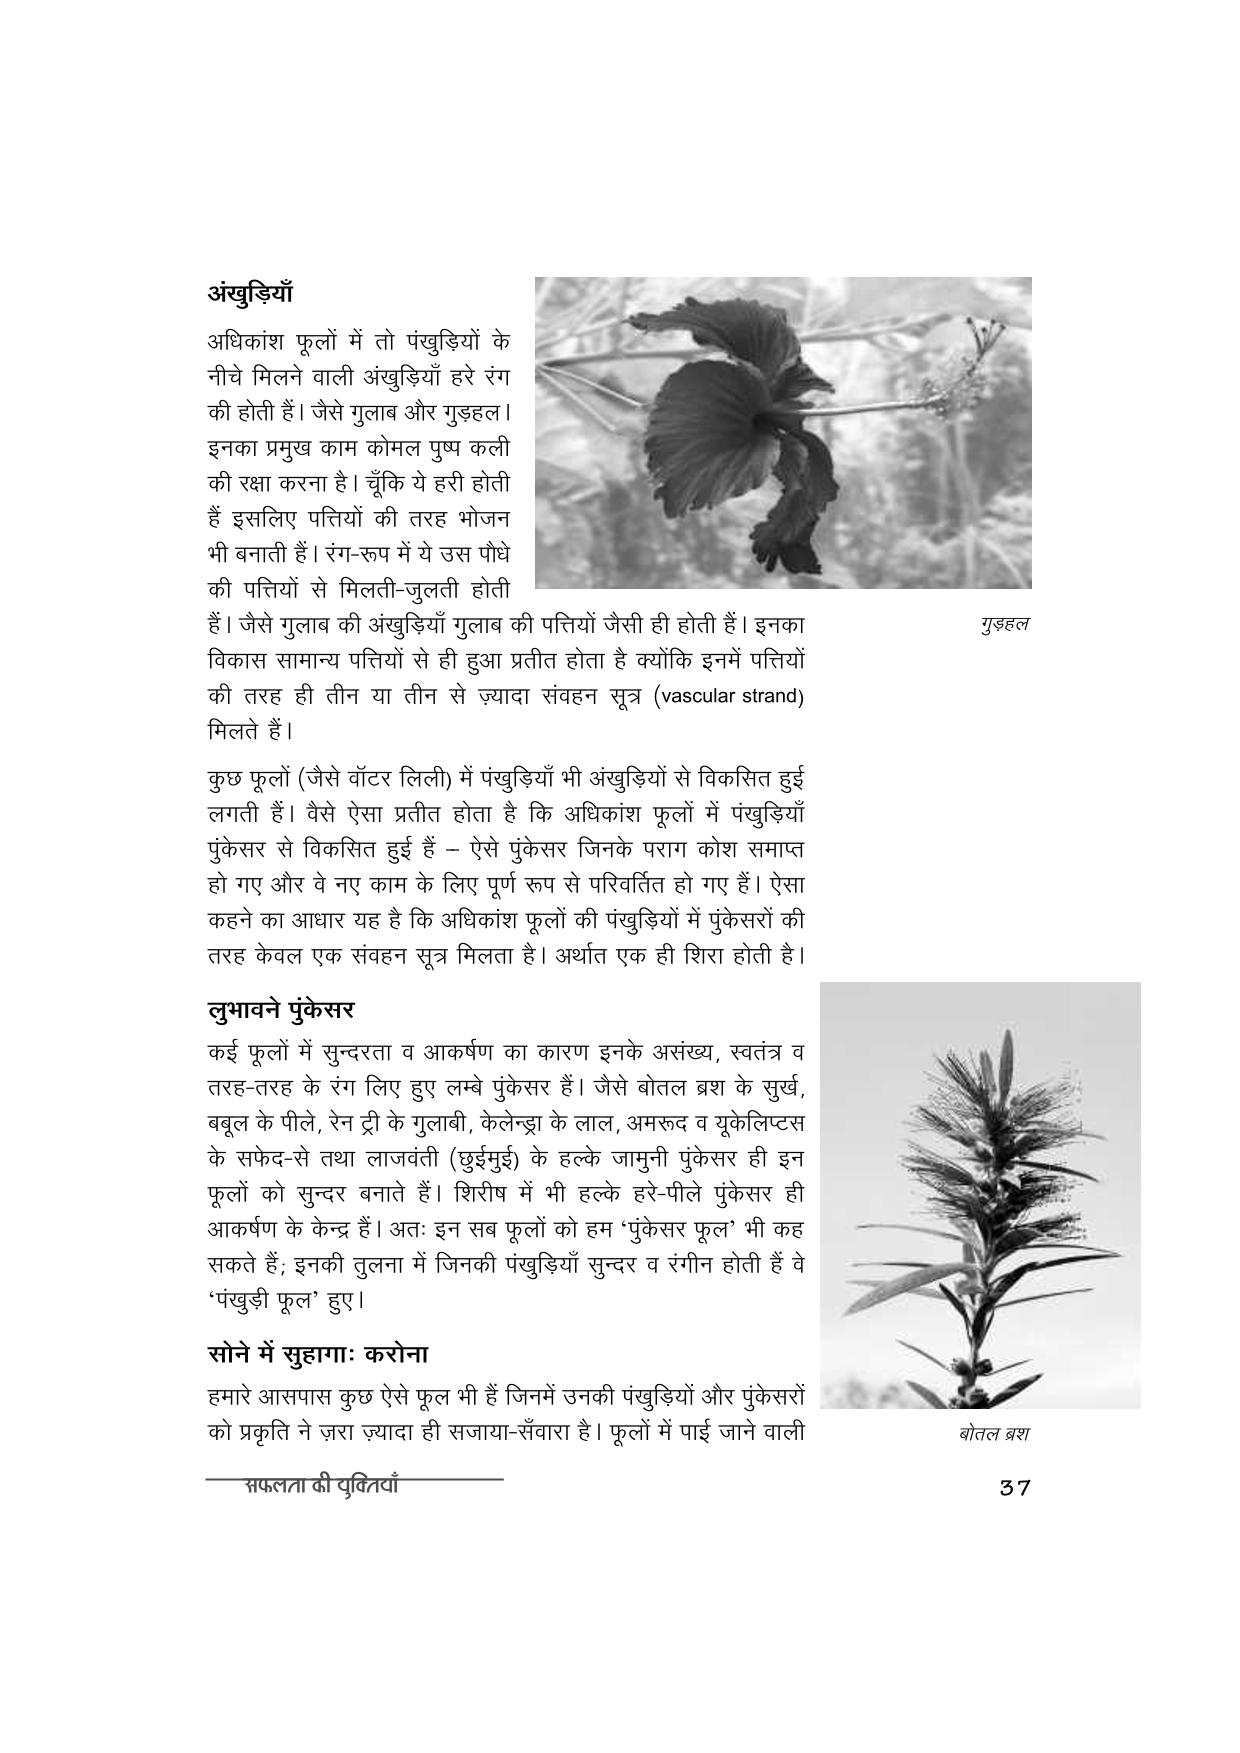 अंखुड़ियाँ
अधिकांश फूलों में तो पंखुड़ियों के
नीचे मिलने वाली अंखुड़ियाँ हरे रंग
की होती हैं। जैसे गुलाब और गुड़हल।
इनका प्रमुख काम कोमल पुष्प कली
की रक्षा करना है। चूँकि ये हरी होती
हैं इसलिए पत्तियों की तरह भोजन
भी बनाती हैं। रंग-रूप में ये उस पौधे
की पत्तियों से मिलती-जुलती होती
हैं। जैसे गुलाब की अंखुड़ियाँ गुलाब की पत्तियों जैसी ही होती हैं। इनका
विकास सामान्य पत्तियों से ही हुआ प्रतीत होता है क्योंकि इनमें पत्तियों
की तरह ही तीन या तीन से ज़्यादा संवहन सूत्र (vascular strand)
मिलते हैं।
गुड़हल
कुछ फूलों (जैसे वॉटर लिली) में पंखुड़ियाँ भी अंखुड़ियों से विकसित हुई
लगती हैं। वैसे ऐसा प्रतीत होता है कि अधिकांश फूलों में पंखुड़ियाँ
पुंकेसर से विकसित हुई हैं – ऐसे पुंकेसर जिनके पराग कोश समाप्त
हो गए और वे नए काम के लिए पूर्ण रूप से परिवर्तित हो गए हैं। ऐसा
कहने का आधार यह है कि अधिकांश फूलों की पंखुड़ियों में पुंकेसरों की
तरह केवल एक संवहन सूत्र मिलता है। अर्थात एक ही शिरा होती है।
लुभावने पुंकेसर
कई फूलों में सुन्दरता व आकर्षण का कारण इनके असंख्य, स्वतंत्र व
तरह-तरह के रंग लिए हुए लम्बे पुंकेसर हैं। जैसे बोतल ब्रश के सुर्ख,
बबूल के पीले, रेन ट्री के गुलाबी, केलेन्ड्रा के लाल, अमरूद व यूकेलिप्टस
के सफेद-से तथा लाजवंती (छुईमुई) के हल्के जामुनी पुंकेसर ही इन
फूलों को सुन्दर बनाते हैं। शिरीष में भी हल्के हरे-पीले पुंकेसर ही
आकर्षण के केन्द्र हैं। अतः इन सब फूलों को हम ‘पुंकेसर फूल’ भी कह
सकते हैं; इनकी तुलना में जिनकी पंखुड़ियाँ सुन्दर व रंगीन होती हैं वे
‘पंखुड़ी फूल’ हुए।
सोने में सुहागाः करोना
हमारे आसपास कुछ ऐसे फूल भी हैं जिनमें उनकी पंखुड़ियों और पुंकेसरों
को प्रकृति ने ज़रा ज़्यादा ही सजाया-सँवारा है। फूलों में पाई जाने वाली
बोतल ब्रश
सफलता की युक्तियाँ
37